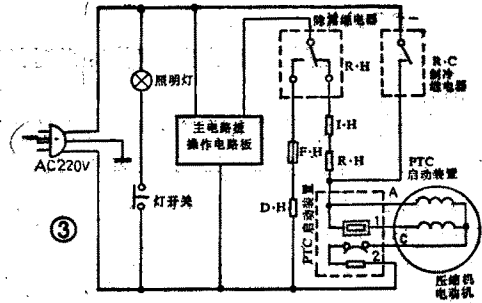 除霜继电器
照明灯
R·H
R·C
制冷
继电器
主电路板
操作电路板
I·H
AC220V
F·H
R·H
PTC
启动装置
灯开关
D·H
PTC启动装置
A
1
C
2
③
压缩机
电动机